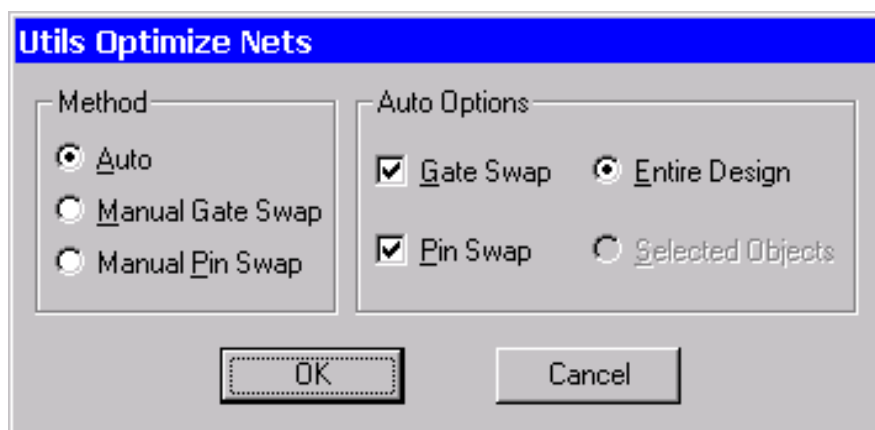 Utils Optimize Nets
Method
Auto
Manual Gate Swap
Manual Pin Swap
Auto Options
Gate Swap
Entire Design
Pin Swap
Selected Objects
OK
Cancel